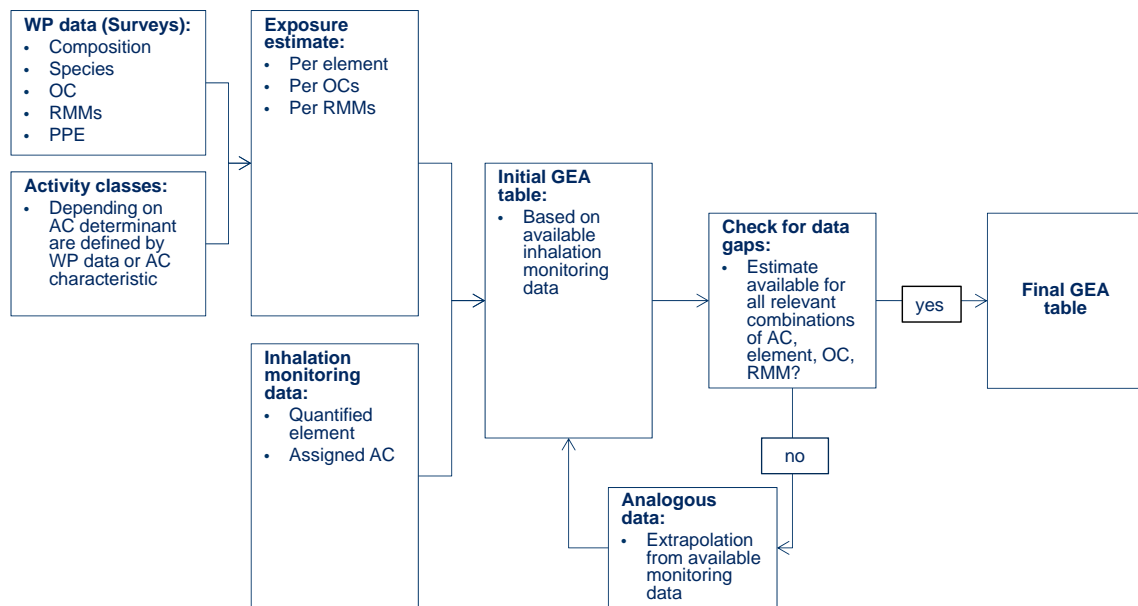 WP data (Surveys):
• Composition
• Species
• OC
• RMMs
• PPE
Activity classes:
• Depending on
AC determinant
are defined by
WP data or AC
characteristic
Exposure
estimate:
• Per element
• Per OCs
• Per RMMs
Inhalation
monitoring
data:
• Quantified
element
• Assigned AC
Initial GEA
table:
• Based on
available
inhalation
monitoring
data
Check for data
gaps:
• Estimate
available for
all relevant
combinations
of AC,
element, OC,
RMM?
yes
no
Analogous
data:
• Extrapolation
from available
monitoring
data
Final GEA
table